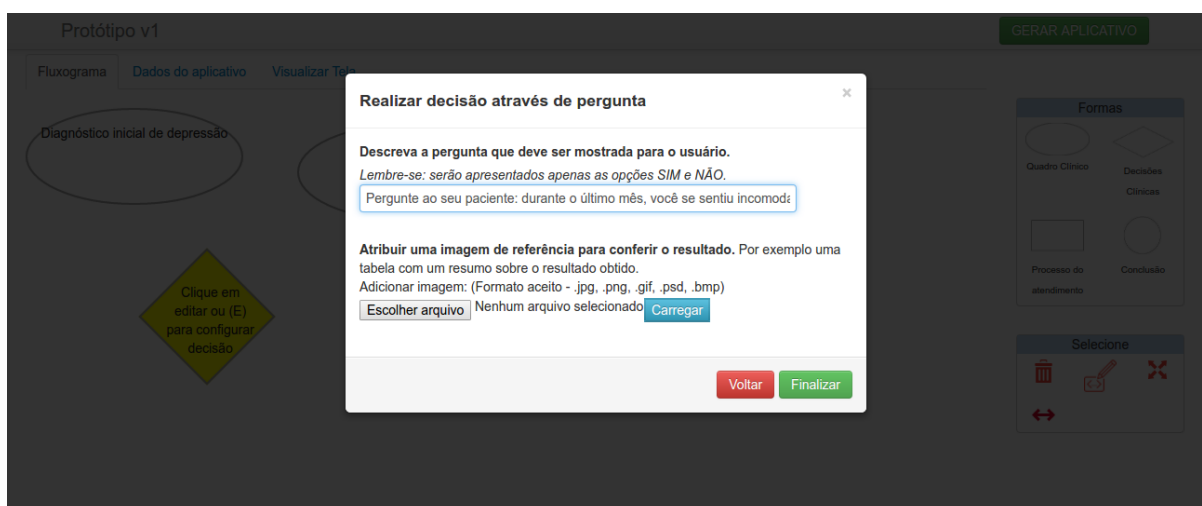 Protótipo v1
GERAR APLICATIVO
Fluxograma Dados do aplicativo Visualizar Tela
Diagnóstico inicial de depressão
Clique em
editar ou (E)
para configurar
decisão
Realizar decisão através de pergunta
×
Descreva a pergunta que deve ser mostrada para o usuário.
Lembre-se: serão apresentados apenas as opções SIM e NÃO.
Pergunte ao seu paciente: durante o último mês, você se sentiu incomoda
Atribuir uma imagem de referência para conferir o resultado. Por exemplo uma
tabela com um resumo sobre o resultado obtido.
Adicionar imagem: (Formato aceito - .jpg, .png, .gif, .psd, .bmp)
Escolher arquivo Nenhum arquivo selecionado Carregar
Voltar Finalizar
Formas
Quadro Clínico
Decisões
Clínicas
Processo do
atendimento
Conclusão
Selecione